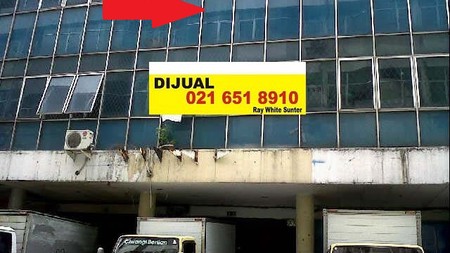 DIJUAL
021 651 8910
Ray White Sunter